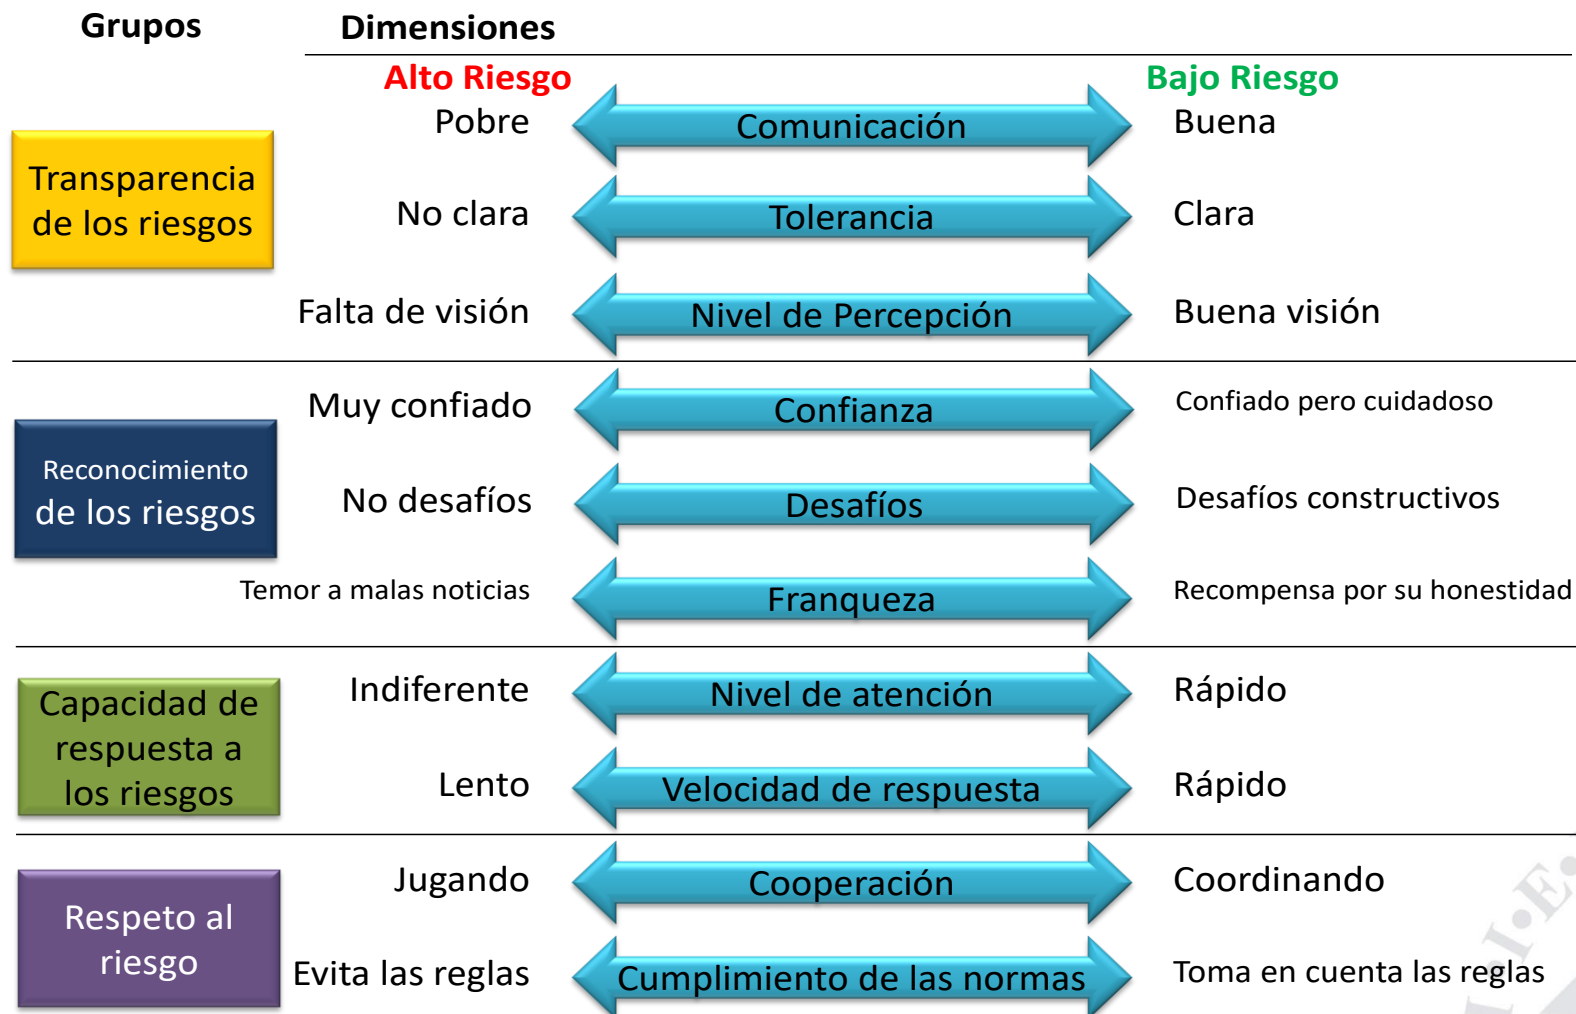 Grupos
Dimensiones
Alto Riesgo
Bajo Riesgo
Transparencia
de los riesgos
Pobre
Comunicación
Buena
No clara
Tolerancia
Clara
Falta de visión
Nivel de Percepción
Buena visión
Reconocimiento
de los riesgos
Muy confiado
Confianza
Confiado pero cuidadoso
No desafíos
Desafíos
Desafíos constructivos
Temor a malas noticias
Franqueza
Recompensa por su honestidad
Capacidad de
respuesta a
los riesgos
Indiferente
Nivel de atención
Rápido
Lento
Velocidad de respuesta
Rápido
Respeto al
riesgo
Jugando
Cooperación
Coordinando
Evita las reglas
Cumplimiento de las normas
Toma en cuenta las reglas